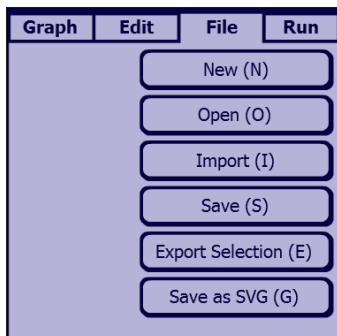 Graph Edit File Run
New (N)
Open (O)
Import (I)
Save (S)
Export Selection (E)
Save as SVG (G)